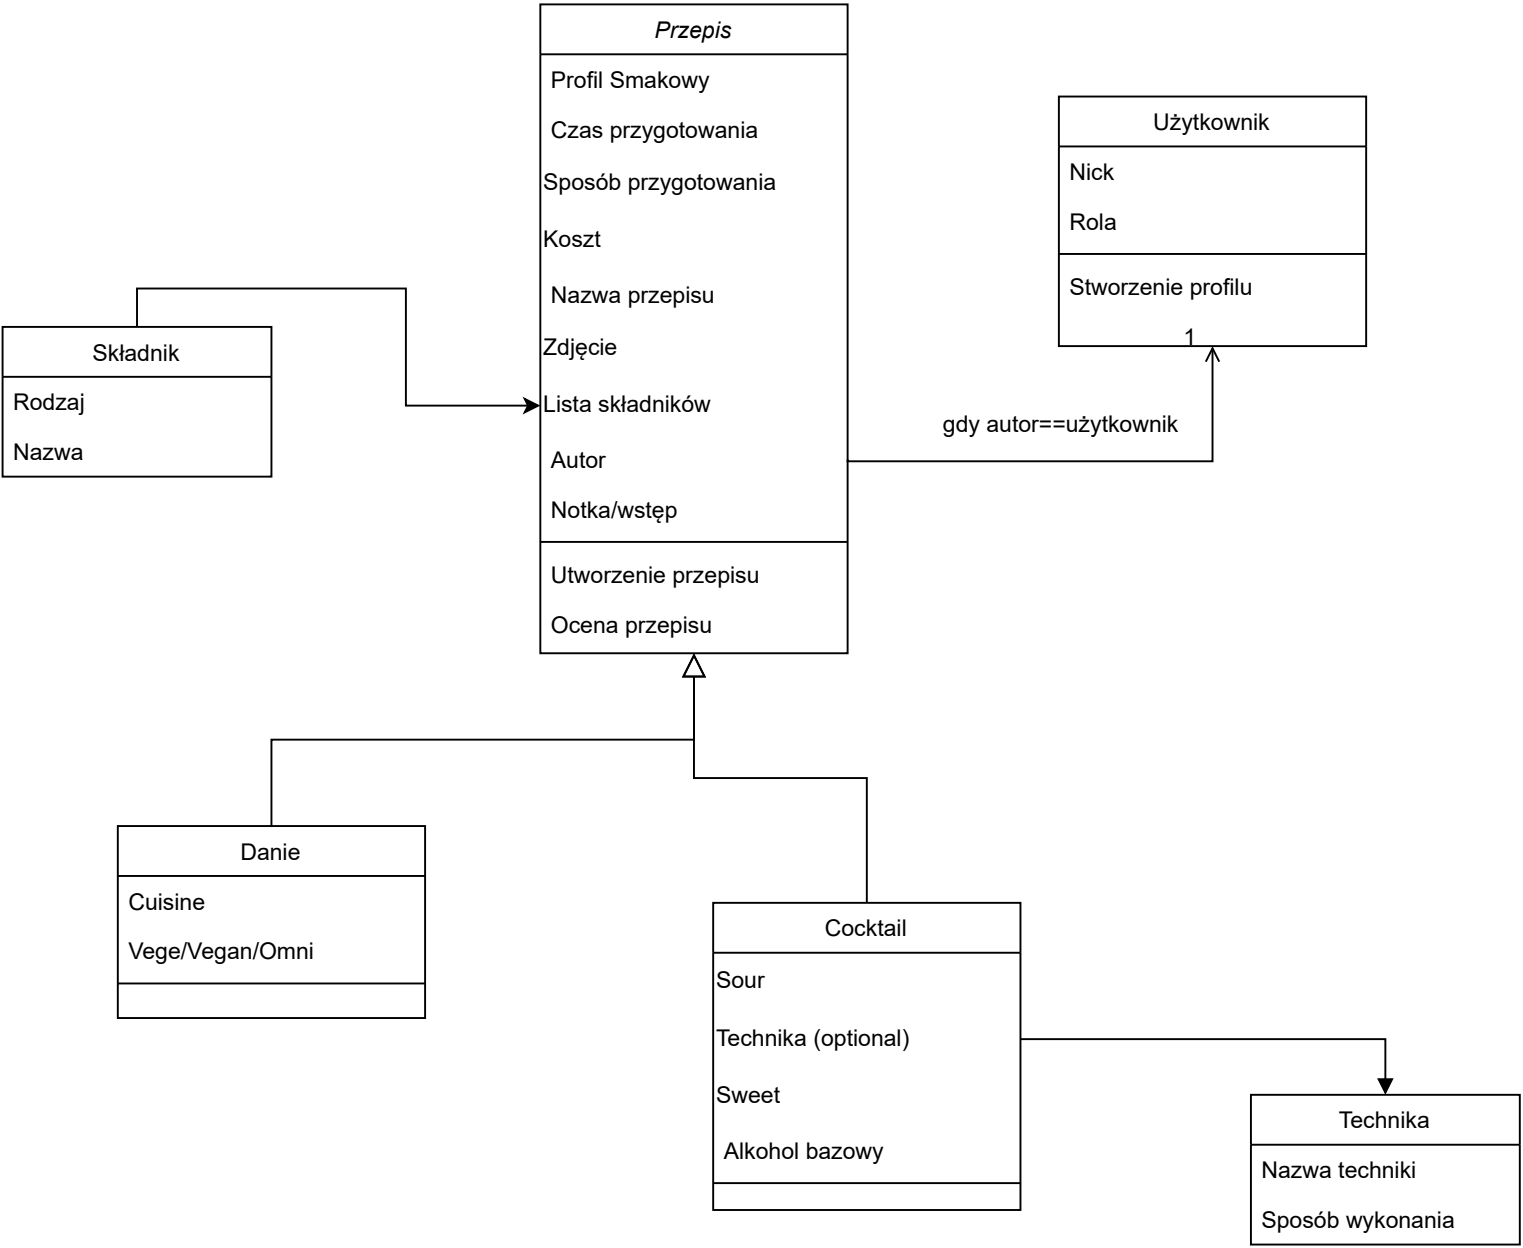 Przepis
Profil Smakowy
Czas przygotowania
Sposób przygotowania
Koszt
Nazwa przepisu
Zdjęcie
Lista składników
Autor
Notka/wstęp
Utworzenie przepisu
Ocena przepisu
Użytkownik
Nick
Rola
Stworzenie profilu
1
gdy autor==użytkownik
Składnik
Rodzaj
Nazwa
Danie
Cuisine
Vege/Vegan/Omni
Cocktail
Sour
Technika (optional)
Sweet
Alkohol bazowy
Technika
Nazwa techniki
Sposób wykonania